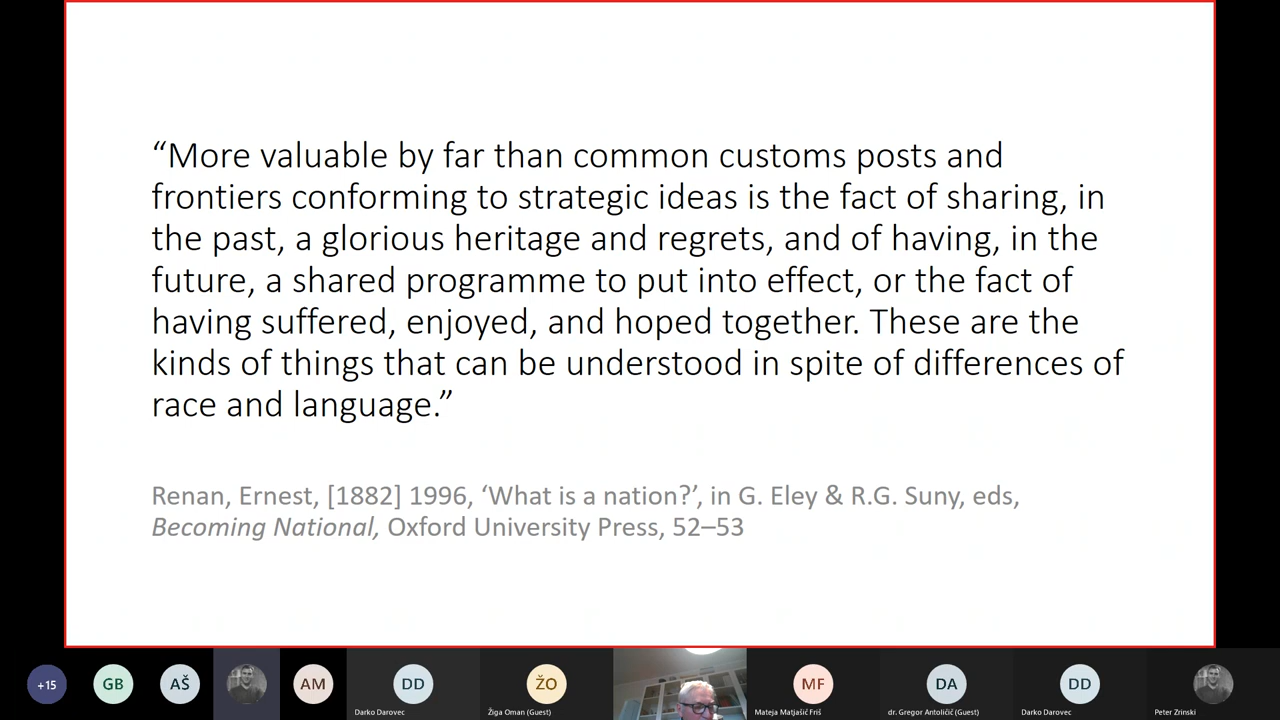 “More valuable by far than common customs posts and
frontiers conforming to strategic ideas is the fact of sharing, in
the past, a glorious heritage and regrets, and of having, in the
future, a shared programme to put into effect, or the fact of
having suffered, enjoyed, and hoped together. These are the
kinds of things that can be understood in spite of differences of
race and language.”
Renan, Ernest, [1882] 1996, ‘What is a nation?’, in G. Eley & R.G. Suny, eds,
Becoming National, Oxford University Press, 52–53
+15 GB AŠ AM DD ŽO MF DA DD
Darko Darovec Žiga Oman (Guest) Mateja Matjašič Friš dr. Gregor Antoličič (Guest) Darko Darovec Peter Zrinski